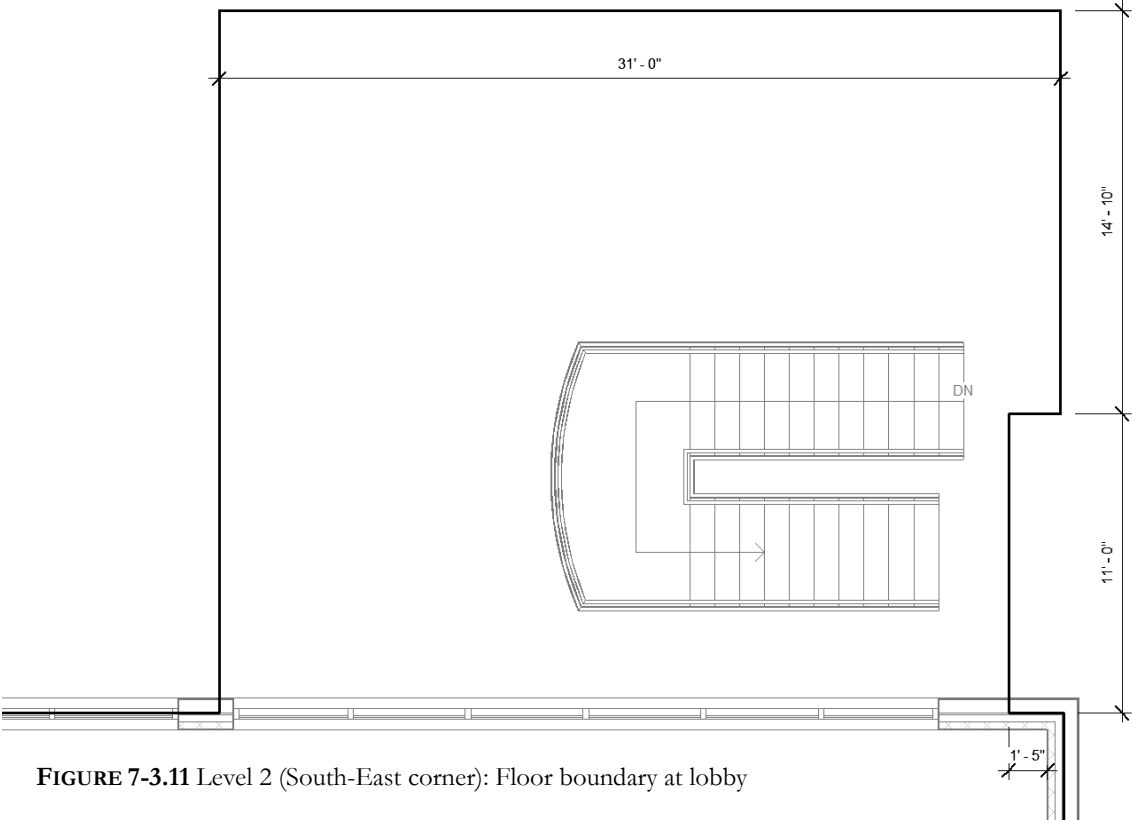 31' - 0"
14' - 10"
DN
11' - 0"
1' - 5"
FIGURE 7-3.11 Level 2 (South-East corner): Floor boundary at lobby